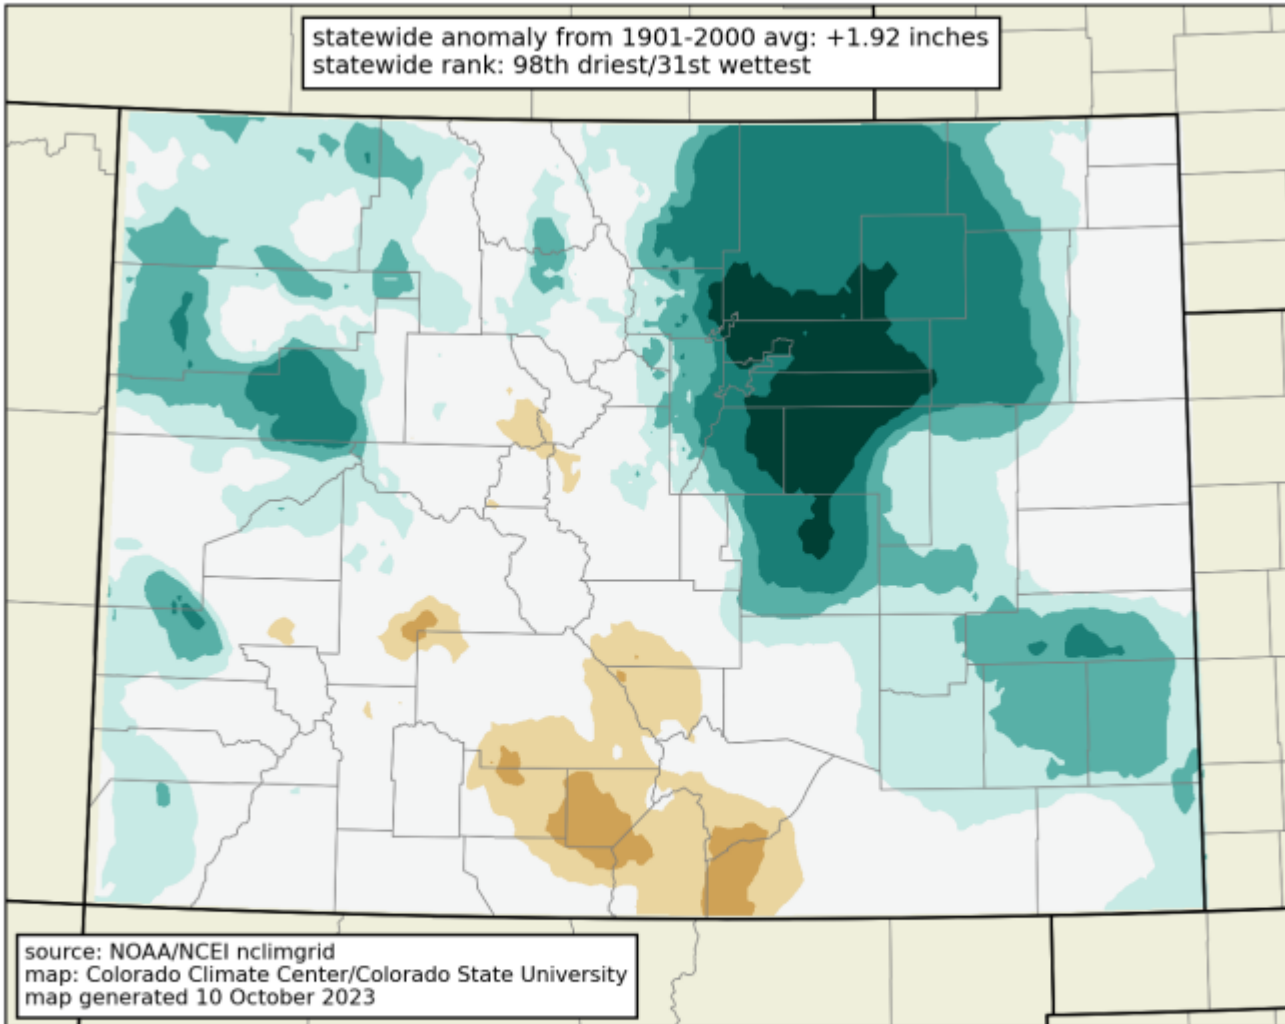 statewide anomaly from 1901-2000 avg: +1.92 inches
statewide rank: 98th driest/31st wettest
source: NOAA/NCEI nclimgrid
map: Colorado Climate Center/Colorado State University
map generated 10 October 2023